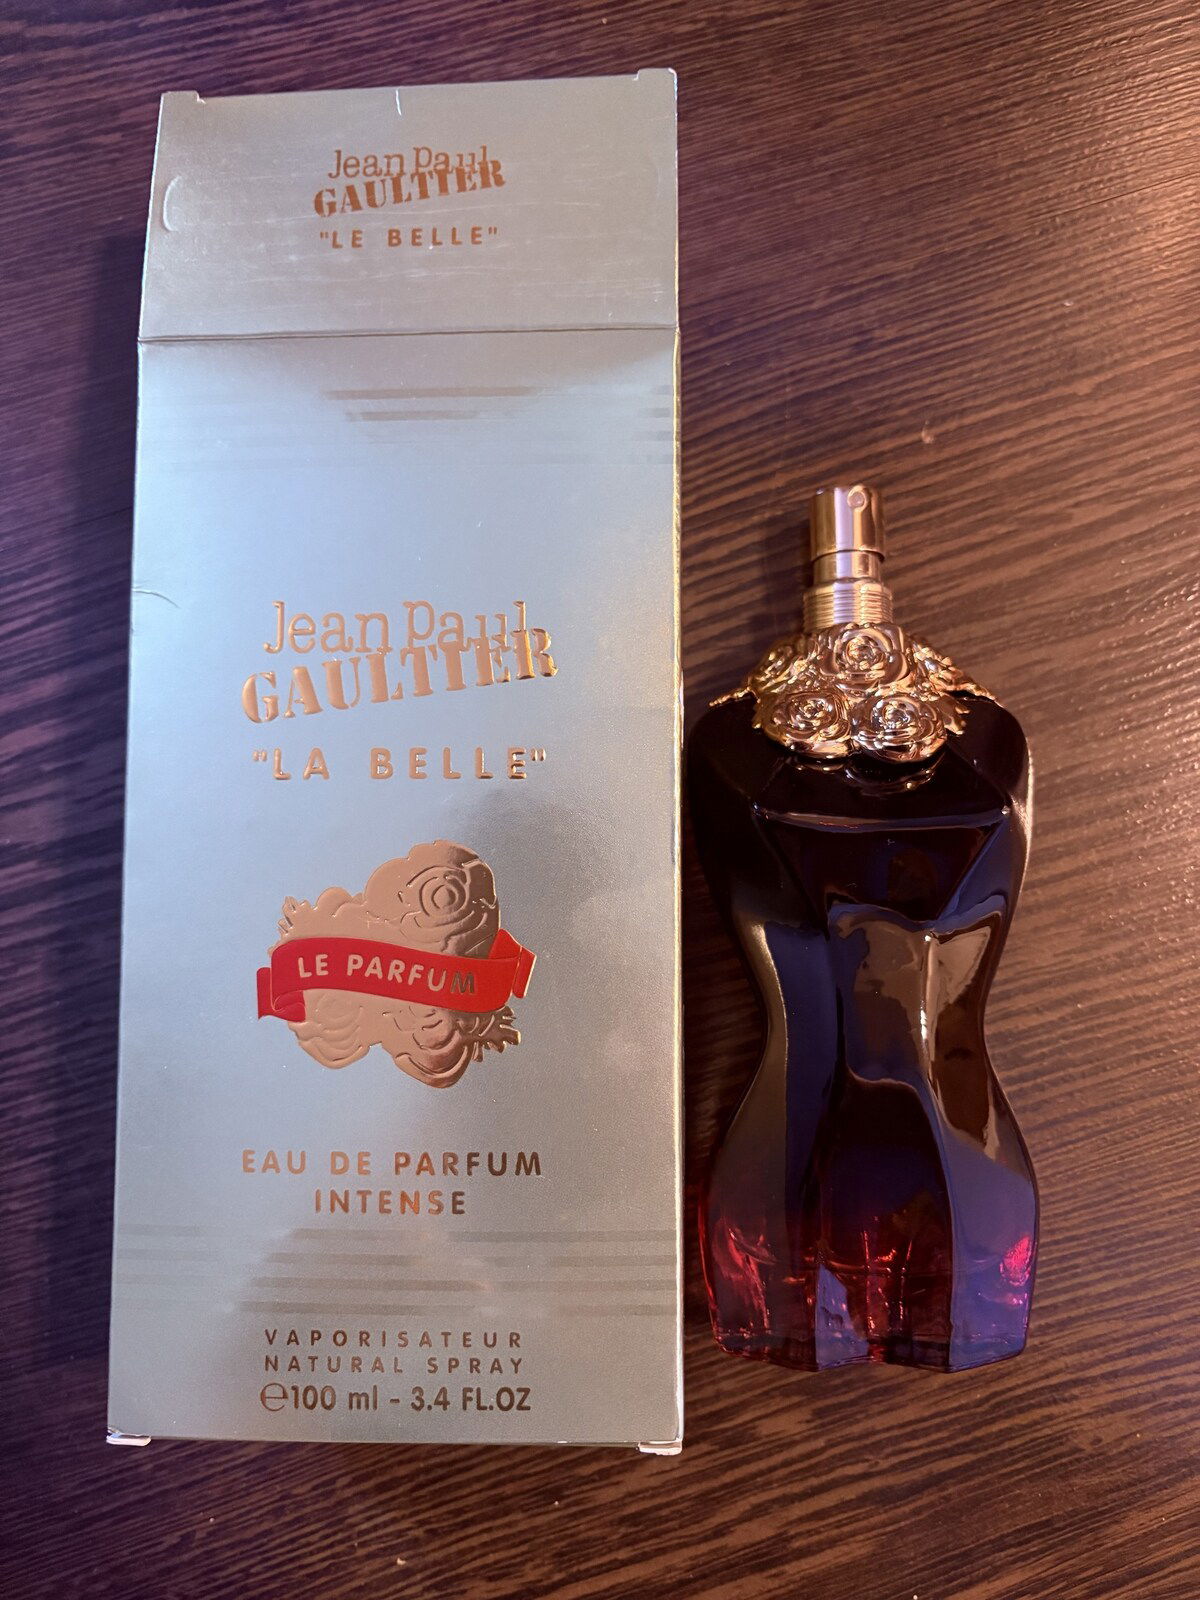 Jean Paul
GAULTIER
"LE BELLE"
Jean Paul
GAULTIER
"LA BELLE"
LE PARFUM
EAU DE PARFUM
INTENSE
VAPORISATEUR
NATURAL SPRAY
℮100 ml - 3.4 FL.OZ